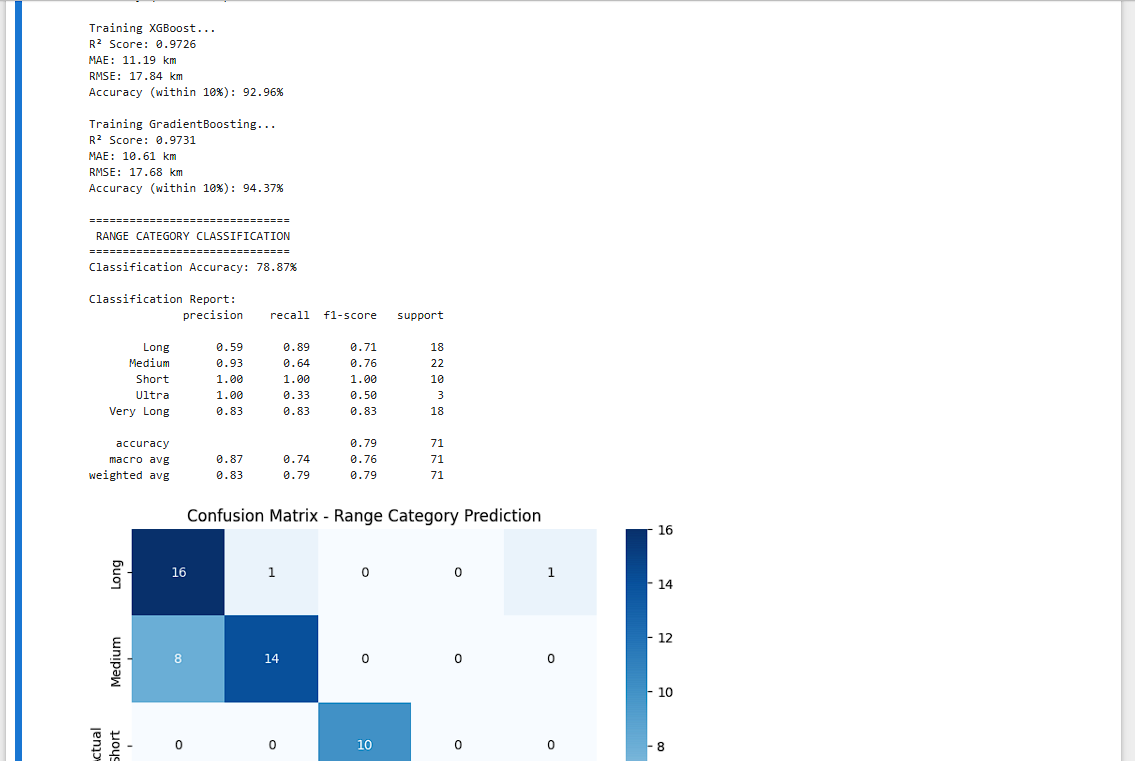 Training XGBoost...
R² Score: 0.9726
MAE: 11.19 km
RMSE: 17.84 km
Accuracy (within 10%): 92.96%
Training GradientBoosting...
R² Score: 0.9731
MAE: 10.61 km
RMSE: 17.68 km
Accuracy (within 10%): 94.37%
==============================
RANGE CATEGORY CLASSIFICATION
==============================
Classification Accuracy: 78.87%
Classification Report:
precision recall f1-score support
Long 0.59 0.89 0.71 18
Medium 0.93 0.64 0.76 22
Short 1.00 1.00 1.00 10
Ultra 1.00 0.33 0.50 3
Very Long 0.83 0.83 0.83 18
accuracy 0.79 71
macro avg 0.87 0.74 0.76 71
weighted avg 0.83 0.79 0.79 71
Confusion Matrix - Range Category Prediction
Long 16 1 0 0 1
Medium 8 14 0 0 0
0 0 10 0 0
16
14
12
10
8